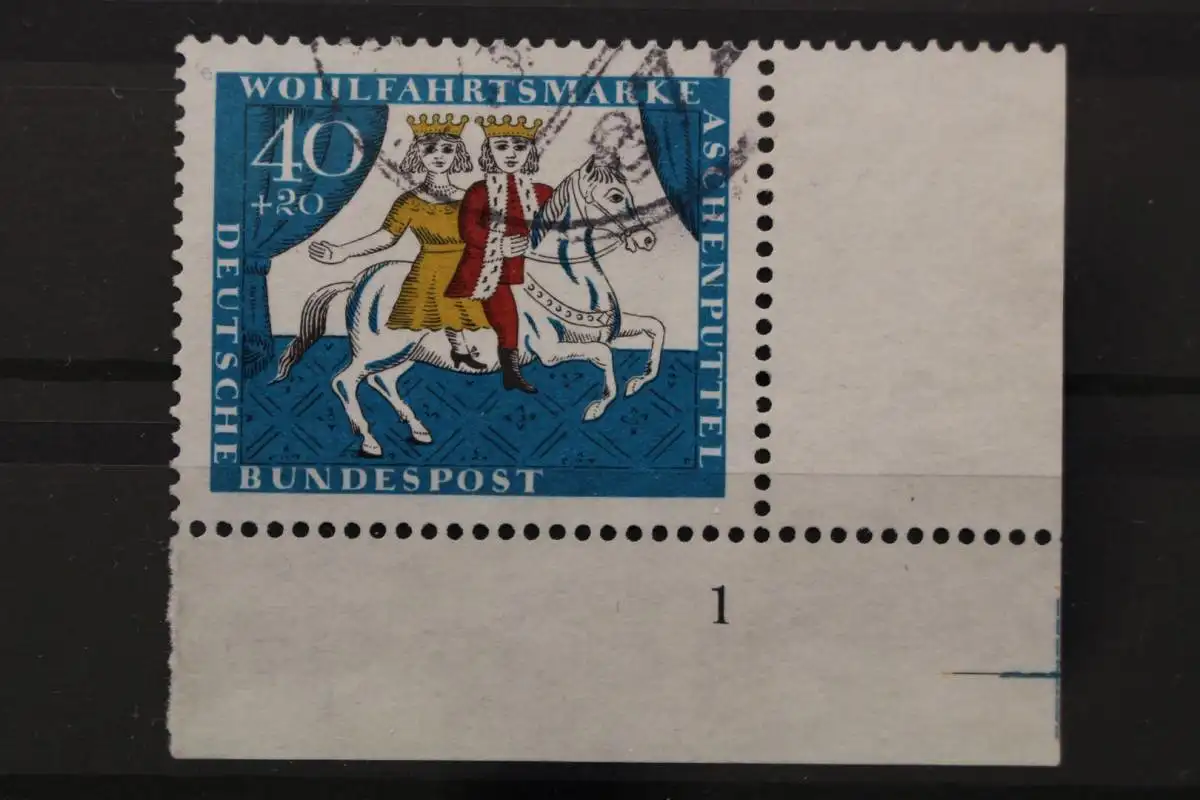 WOHLFAHRTSMARKE
40
+20
ASCHENPUTTEL
DEUTSCHE
BUNDESPOST
1